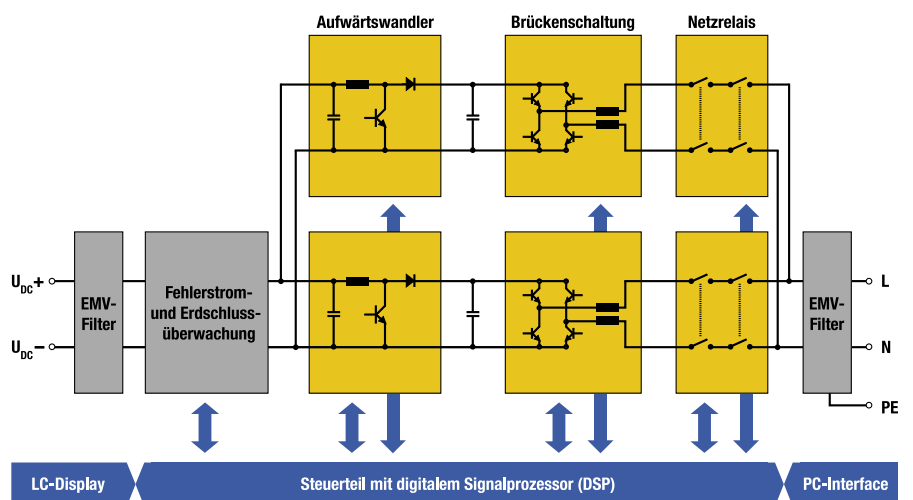 Aufwärtswandler
Brückenschaltung
Netzrelais
U_DC+
U_DC−
EMV-
Filter
Fehlerstrom-
und Erdschluss-
überwachung
EMV-
Filter
L
N
PE
LC-Display
Steuerteil mit digitalem Signalprozessor (DSP)
PC-Interface